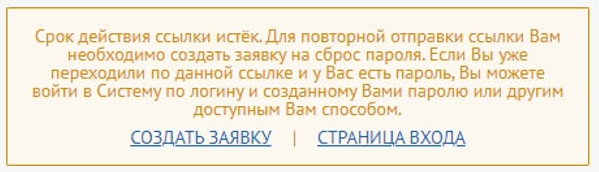 Срок действия ссылки истёк. Для повторной отправки ссылки Вам
необходимо создать заявку на сброс пароля. Если Вы уже
переходили по данной ссылке и у Вас есть пароль, Вы можете
войти в Систему по логину и созданному Вами паролю или другим
доступным Вам способом.
СОЗДАТЬ ЗАЯВКУ | СТРАНИЦА ВХОДА